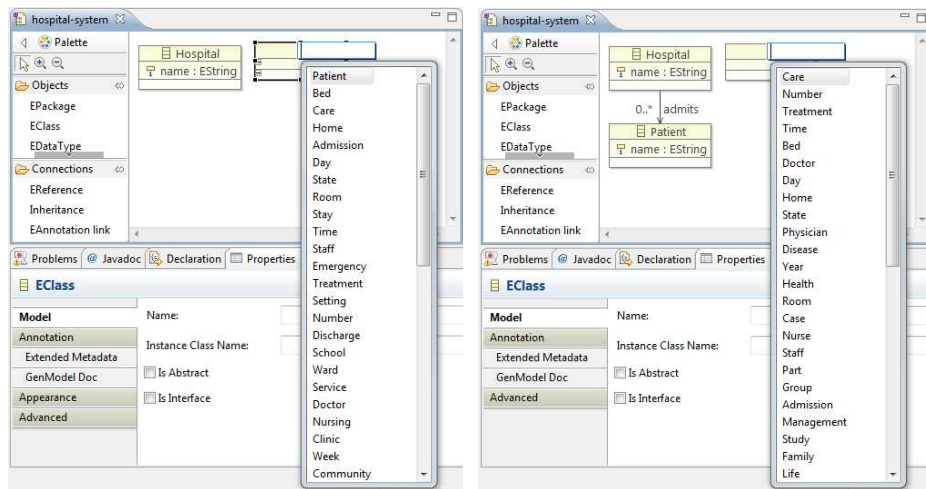 hospital-system
Palette
Objects
EPackage
EClass
EDataType
Connections
EReference
Inheritance
EAnnotation link
Hospital
name : EString
Patient
Bed
Care
Home
Admission
Day
State
Room
Stay
Time
Staff
Emergency
Treatment
Setting
Number
Discharge
School
Ward
Service
Doctor
Nursing
Clinic
Week
Community
Problems @ Javadoc Declaration Properties
EClass
Model
Annotation
Extended Metadata
GenModel Doc
Appearance
Advanced
Name:
Instance Class Name:
Is Abstract
Is Interface
hospital-system
Palette
Objects
EPackage
EClass
EDataType
Connections
EReference
Inheritance
EAnnotation link
Hospital
name : EString
0..* admits
Patient
name : EString
Care
Number
Treatment
Time
Bed
Doctor
Day
Home
State
Physician
Disease
Year
Health
Room
Case
Nurse
Staff
Part
Group
Admission
Management
Study
Family
Life
Problems @ Javadoc Declaration Properties
EClass
Model
Annotation
Extended Metadata
GenModel Doc
Advanced
Name:
Instance Class Name:
Is Abstract
Is Interface